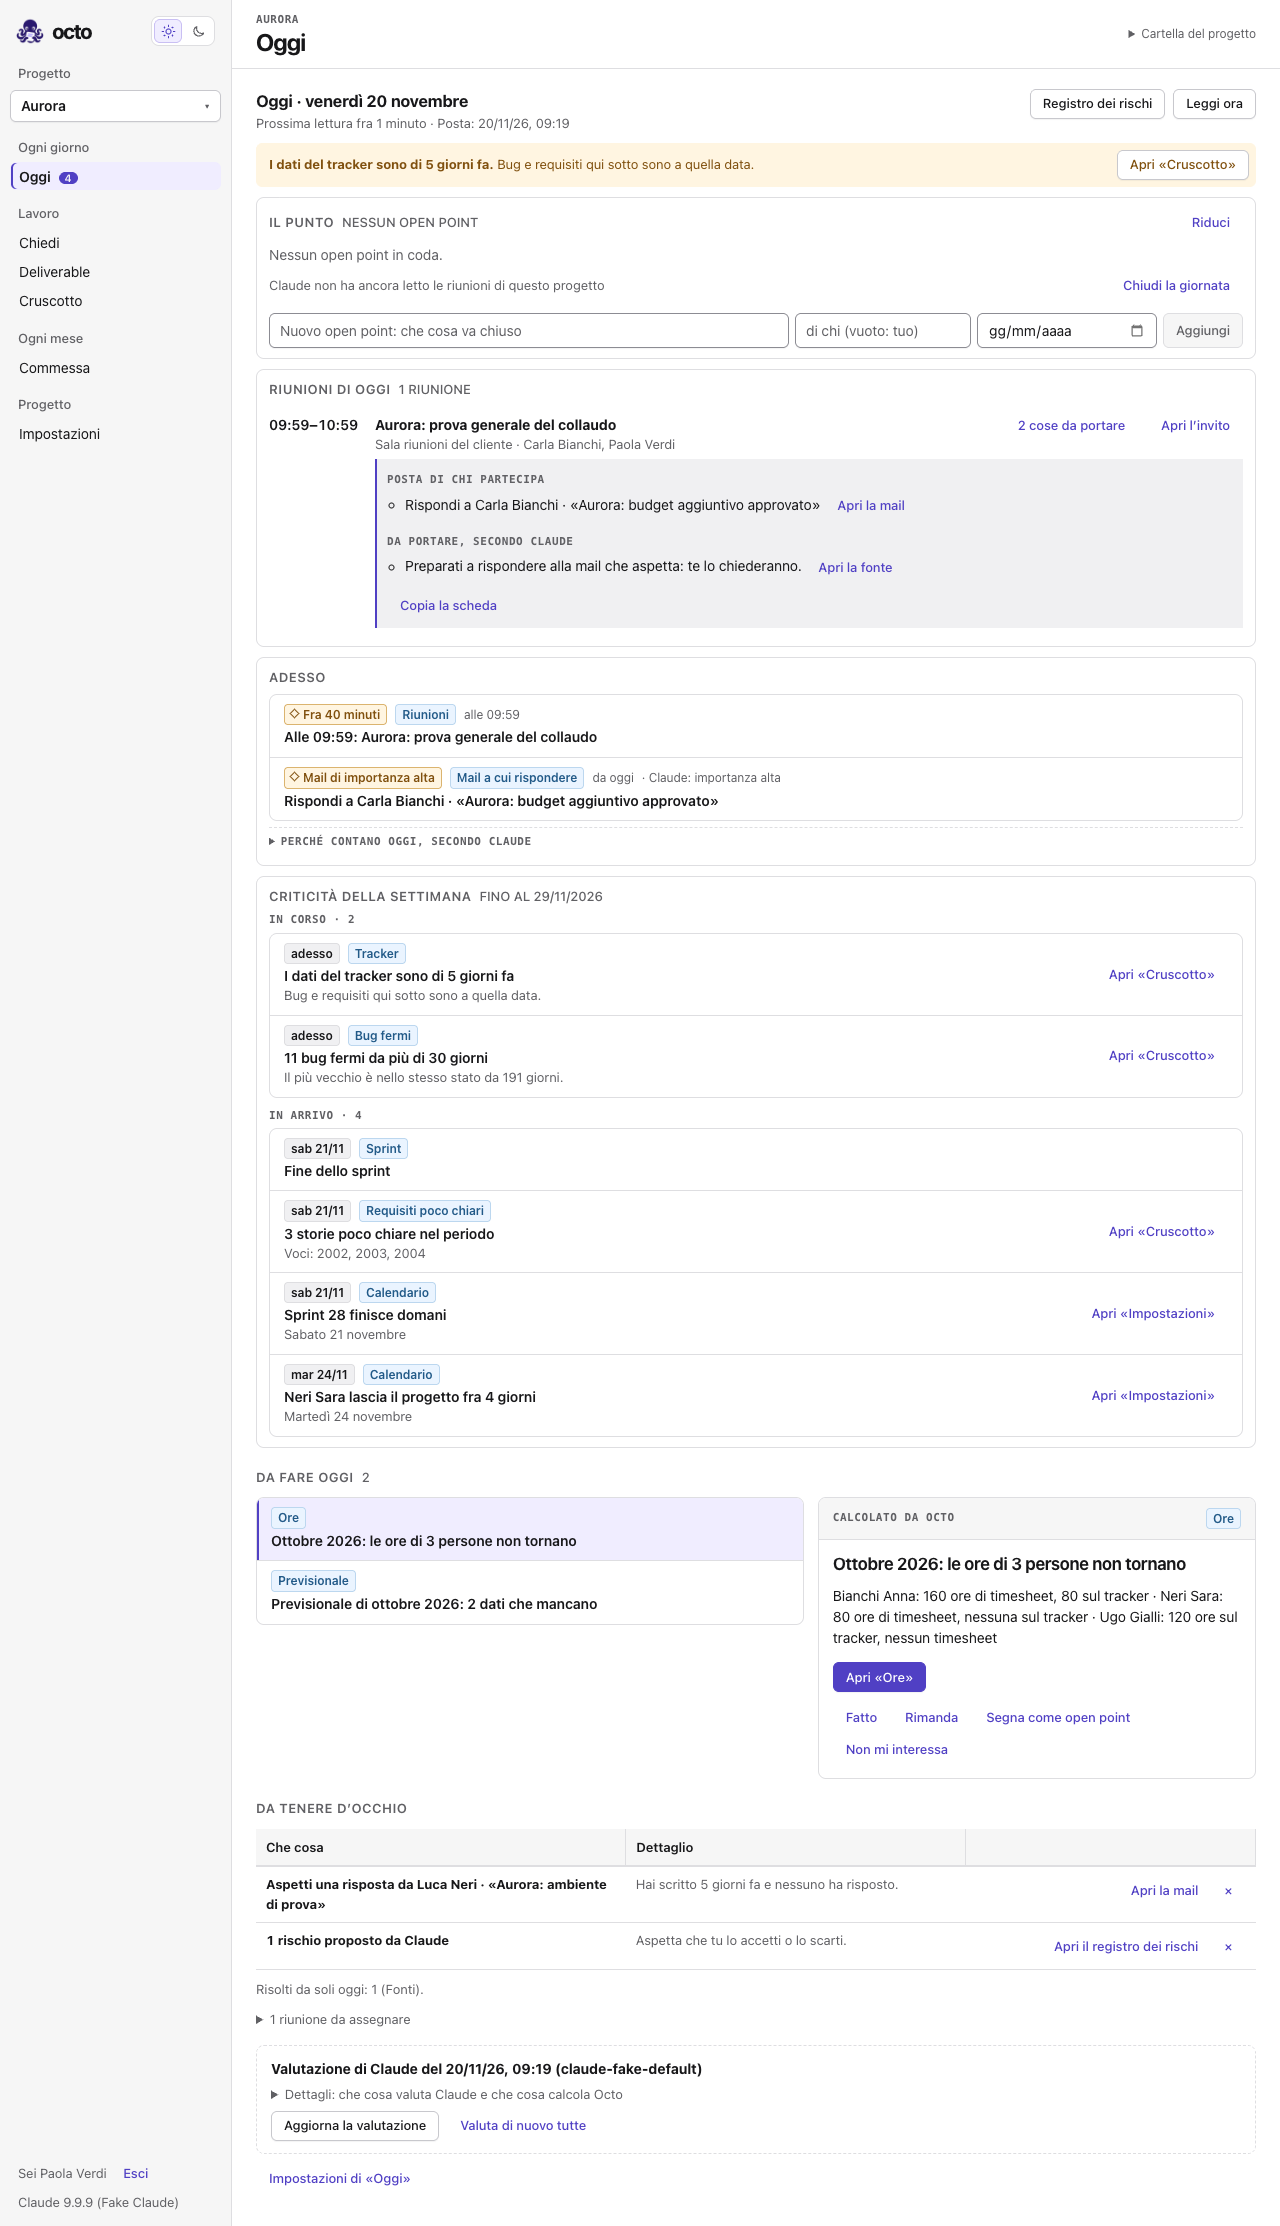 octo
Progetto
Aurora
Ogni giorno
Oggi 4
Lavoro
Chiedi
Deliverable
Cruscotto
Ogni mese
Commessa
Progetto
Impostazioni
Sei Paola Verdi Esci
Claude 9.9.9 (Fake Claude)
AURORA
Oggi
Cartella del progetto
Oggi · venerdì 20 novembre
Prossima lettura fra 1 minuto · Posta: 20/11/26, 09:19
Registro dei rischi
Leggi ora
I dati del tracker sono di 5 giorni fa. Bug e requisiti qui sotto sono a quella data.
Apri «Cruscotto»
IL PUNTO NESSUN OPEN POINT
Riduci
Nessun open point in coda.
Claude non ha ancora letto le riunioni di questo progetto
Chiudi la giornata
Nuovo open point: che cosa va chiuso
di chi (vuoto: tuo)
gg/mm/aaaa
Aggiungi
RIUNIONI DI OGGI 1 RIUNIONE
09:59–10:59
Aurora: prova generale del collaudo
2 cose da portare
Apri l’invito
Sala riunioni del cliente · Carla Bianchi, Paola Verdi
POSTA DI CHI PARTECIPA
Rispondi a Carla Bianchi · «Aurora: budget aggiuntivo approvato» Apri la mail
DA PORTARE, SECONDO CLAUDE
Preparati a rispondere alla mail che aspetta: te lo chiederanno. Apri la fonte
Copia la scheda
ADESSO
◇ Fra 40 minuti Riunioni alle 09:59
Alle 09:59: Aurora: prova generale del collaudo
◇ Mail di importanza alta Mail a cui rispondere da oggi · Claude: importanza alta
Rispondi a Carla Bianchi · «Aurora: budget aggiuntivo approvato»
PERCHÉ CONTANO OGGI, SECONDO CLAUDE
CRITICITÀ DELLA SETTIMANA FINO AL 29/11/2026
IN CORSO · 2
adesso Tracker
I dati del tracker sono di 5 giorni fa
Bug e requisiti qui sotto sono a quella data.
Apri «Cruscotto»
adesso Bug fermi
11 bug fermi da più di 30 giorni
Il più vecchio è nello stesso stato da 191 giorni.
Apri «Cruscotto»
IN ARRIVO · 4
sab 21/11 Sprint
Fine dello sprint
sab 21/11 Requisiti poco chiari
3 storie poco chiare nel periodo
Voci: 2002, 2003, 2004
Apri «Cruscotto»
sab 21/11 Calendario
Sprint 28 finisce domani
Sabato 21 novembre
Apri «Impostazioni»
mar 24/11 Calendario
Neri Sara lascia il progetto fra 4 giorni
Martedì 24 novembre
Apri «Impostazioni»
DA FARE OGGI 2
Ore
Ottobre 2026: le ore di 3 persone non tornano
Previsionale
Previsionale di ottobre 2026: 2 dati che mancano
CALCOLATO DA OCTO
Ore
Ottobre 2026: le ore di 3 persone non tornano
Bianchi Anna: 160 ore di timesheet, 80 sul tracker · Neri Sara:
80 ore di timesheet, nessuna sul tracker · Ugo Gialli: 120 ore sul
tracker, nessun timesheet
Apri «Ore»
Fatto Rimanda Segna come open point
Non mi interessa
DA TENERE D’OCCHIO
Che cosa Dettaglio
Aspetti una risposta da Luca Neri · «Aurora: ambiente
di prova»
Hai scritto 5 giorni fa e nessuno ha risposto.
Apri la mail ×
1 rischio proposto da Claude
Aspetta che tu lo accetti o lo scarti.
Apri il registro dei rischi ×
Risolti da soli oggi: 1 (Fonti).
1 riunione da assegnare
Valutazione di Claude del 20/11/26, 09:19 (claude-fake-default)
Dettagli: che cosa valuta Claude e che cosa calcola Octo
Aggiorna la valutazione
Valuta di nuovo tutte
Impostazioni di «Oggi»